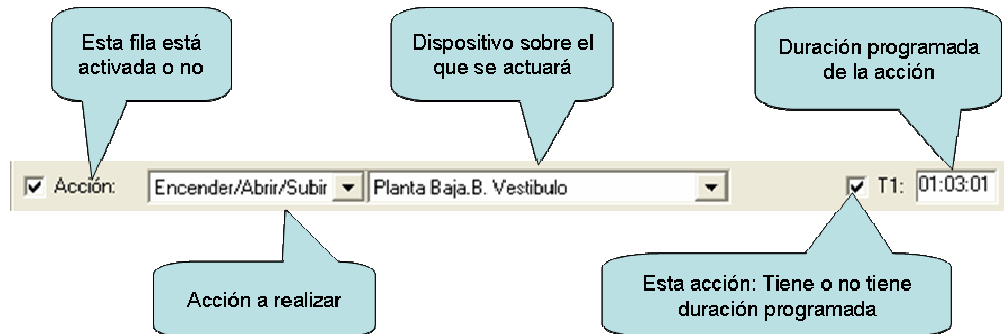 Esta fila está
activada o no
Dispositivo sobre el
que se actuará
Duración programada
de la acción
Acción: Encender/Abrir/Subir Planta Baja.B. Vestibulo T1: 01:03:01
Acción a realizar
Esta acción: Tiene o no tiene
duración programada